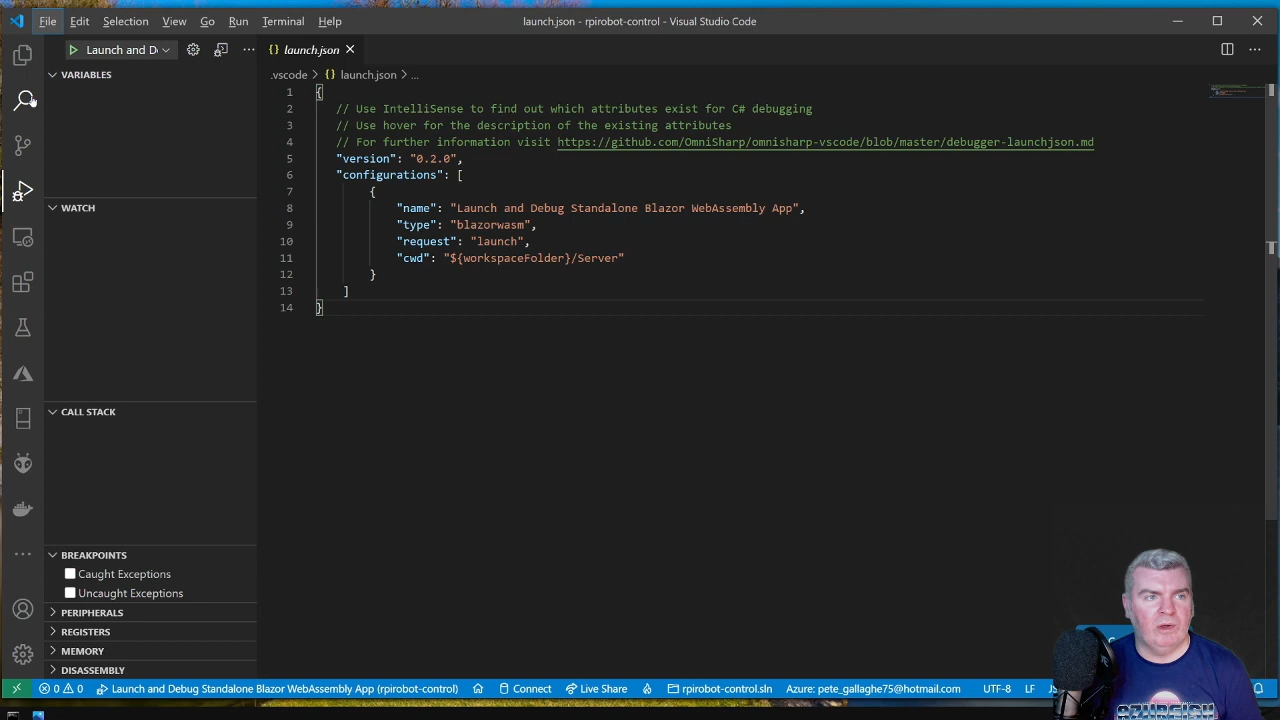 File Edit Selection View Go Run Terminal Help
launch.json - rpirobot-control - Visual Studio Code
Launch and D
launch.json
.vscode > launch.json > ...
VARIABLES
WATCH
CALL STACK
BREAKPOINTS
Caught Exceptions
Uncaught Exceptions
PERIPHERALS
REGISTERS
MEMORY
DISASSEMBLY
1 {
2 // Use IntelliSense to find out which attributes exist for C# debugging
3 // Use hover for the description of the existing attributes
4 // For further information visit https://github.com/OmniSharp/omnisharp-vscode/blob/master/debugger-launchjson.md
5 "version": "0.2.0",
6 "configurations": [
7 {
8 "name": "Launch and Debug Standalone Blazor WebAssembly App",
9 "type": "blazorwasm",
10 "request": "launch",
11 "cwd": "${workspaceFolder}/Server"
12 }
13 ]
14 }
0 0 Launch and Debug Standalone Blazor WebAssembly App (rpirobot-control) Connect Live Share rpirobot-control.sln Azure: pete_gallaghe75@hotmail.com UTF-8 LF